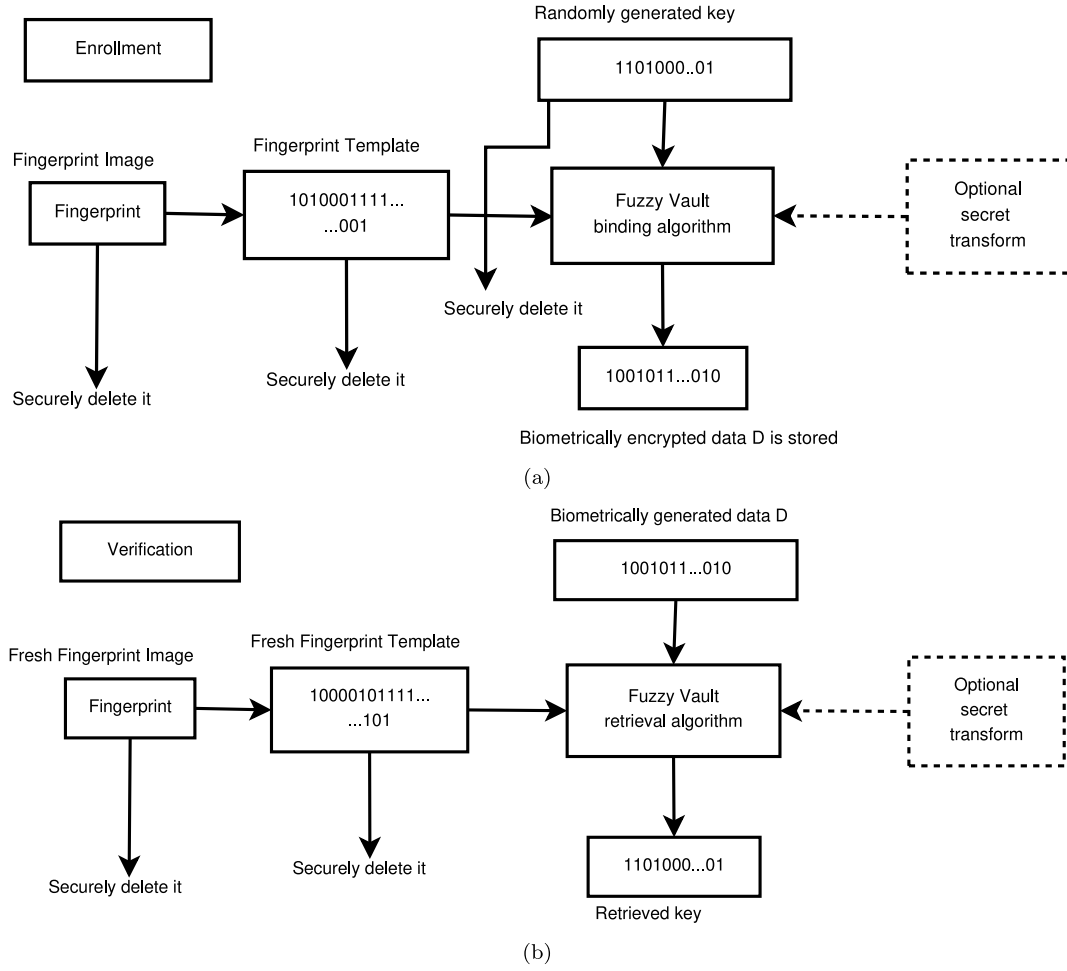 Randomly generated key
Enrollment
1101000..01
Fingerprint Template
Fingerprint Image
Fingerprint
1010001111...
...001
Fuzzy Vault
binding algorithm
Optional
secret
transform
Securely delete it
Securely delete it
Securely delete it
1001011...010
Biometrically encrypted data D is stored
(a)
Biometrically generated data D
Verification
1001011...010
Fresh Fingerprint Template
Fresh Fingerprint Image
Fingerprint
10000101111...
...101
Fuzzy Vault
retrieval algorithm
Optional
secret
transform
Securely delete it
Securely delete it
1101000...01
Retrieved key
(b)